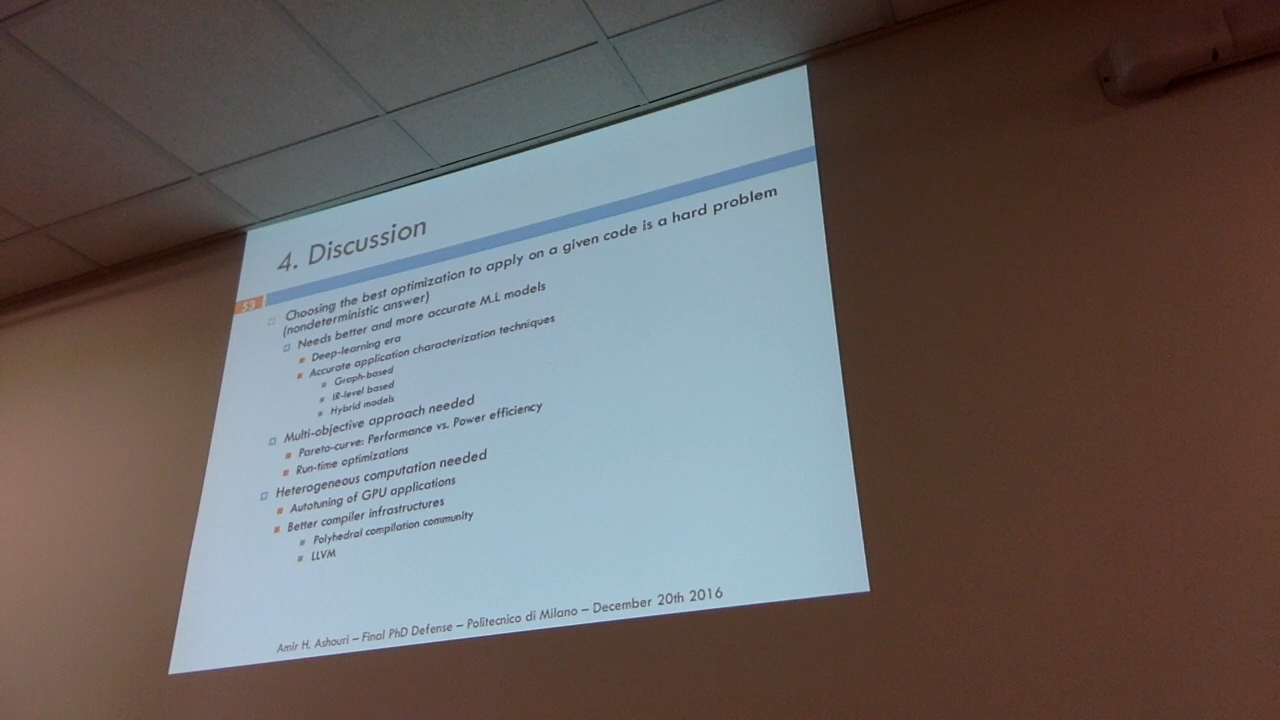 4. Discussion
53
Choosing the best optimization to apply on a given code is a hard problem
(nondeterministic answer)
Needs better and more accurate M.L models
Deep-learning era
Accurate application characterization techniques
Graph-based
IR-level based
Hybrid models
Multi-objective approach needed
Pareto-curve: Performance vs. Power efficiency
Run-time optimizations
Heterogeneous computation needed
Autotuning of GPU applications
Better compiler infrastructures
Polyhedral compilation community
LLVM
Amir H. Ashouri – Final PhD Defense – Politecnico di Milano – December 20th 2016